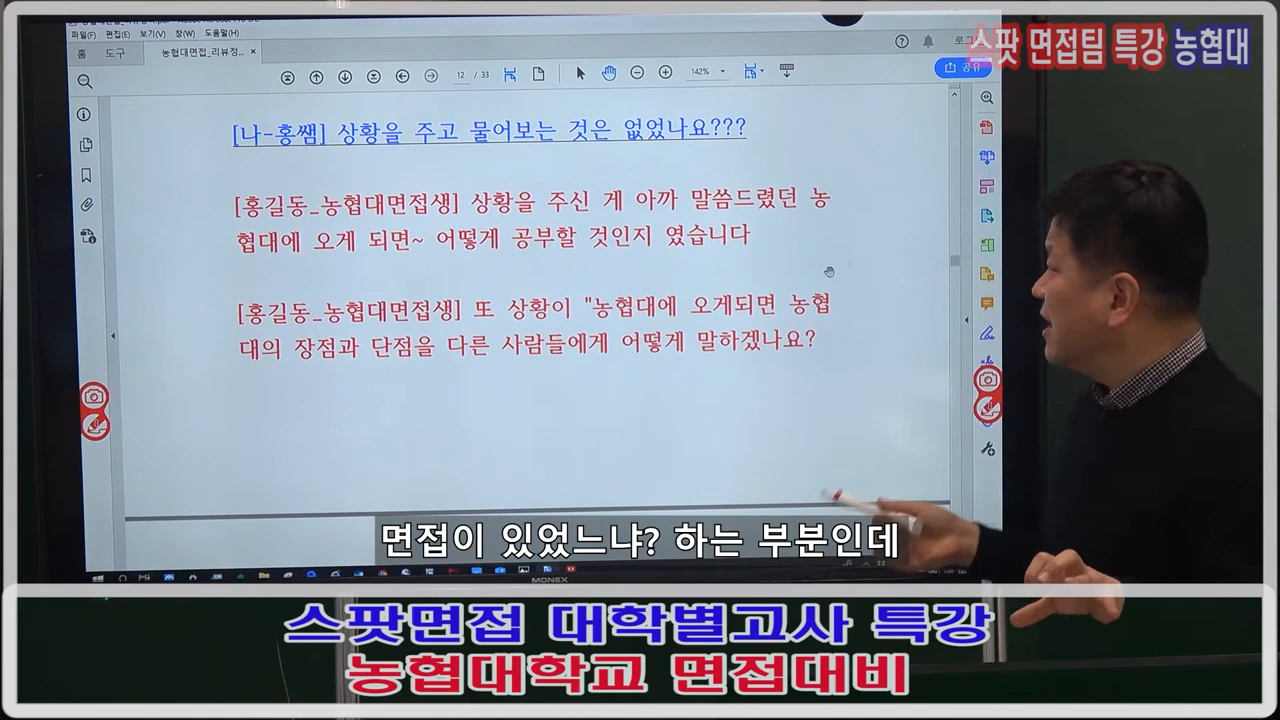 파일(F) 편집(E) 보기(V) 창(W) 도움말(H)
홈 도구 농협대면접_리뷰정... ×
12 / 33 142%
공유
스팟 면접팀 특강 농협대
[나-홍쌤] 상황을 주고 물어보는 것은 없었나요???
[홍길동_농협대면접생] 상황을 주신 게 아까 말씀드렸던 농
협대에 오게 되면~ 어떻게 공부할 것인지 였습니다
[홍길동_농협대면접생] 또 상황이 "농협대에 오게되면 농협
대의 장점과 단점을 다른 사람들에게 어떻게 말하겠나요?
면접이 있었느냐? 하는 부분인데
MONEX
스팟면접 대학별고사 특강
농협대학교 면접대비